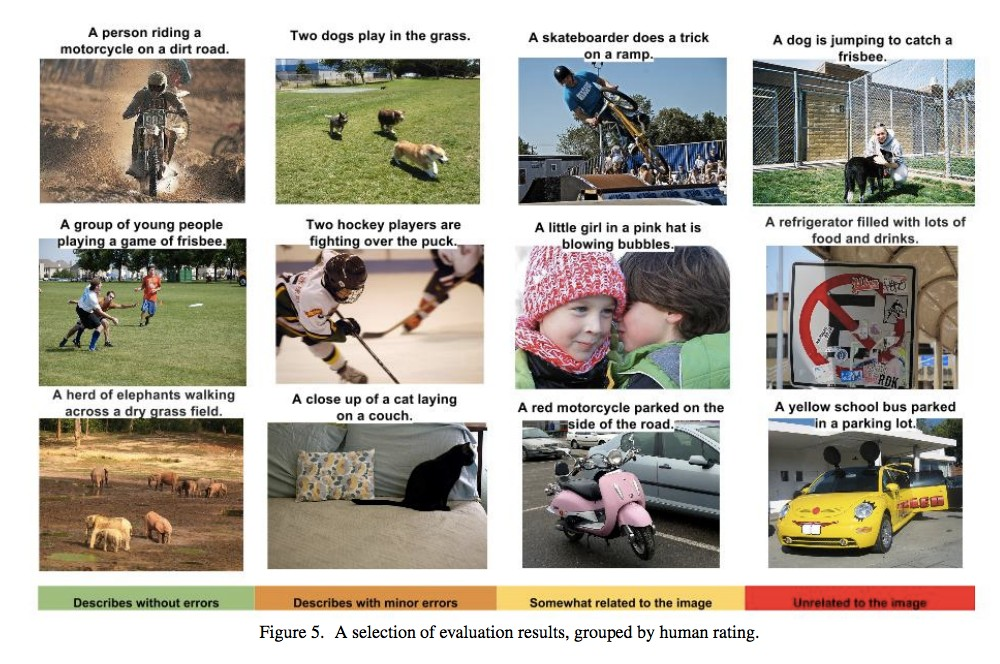 A person riding a
motorcycle on a dirt road.
Two dogs play in the grass.
A skateboarder does a trick
on a ramp.
A dog is jumping to catch a
frisbee.
A group of young people
playing a game of frisbee.
Two hockey players are
fighting over the puck.
A little girl in a pink hat is
blowing bubbles.
A refrigerator filled with lots of
food and drinks.
RDK
A herd of elephants walking
across a dry grass field.
A close up of a cat laying
on a couch.
A red motorcycle parked on the
side of the road.
A yellow school bus parked
in a parking lot.
Describes without errors
Describes with minor errors
Somewhat related to the image
Unrelated to the image
Figure 5. A selection of evaluation results, grouped by human rating.